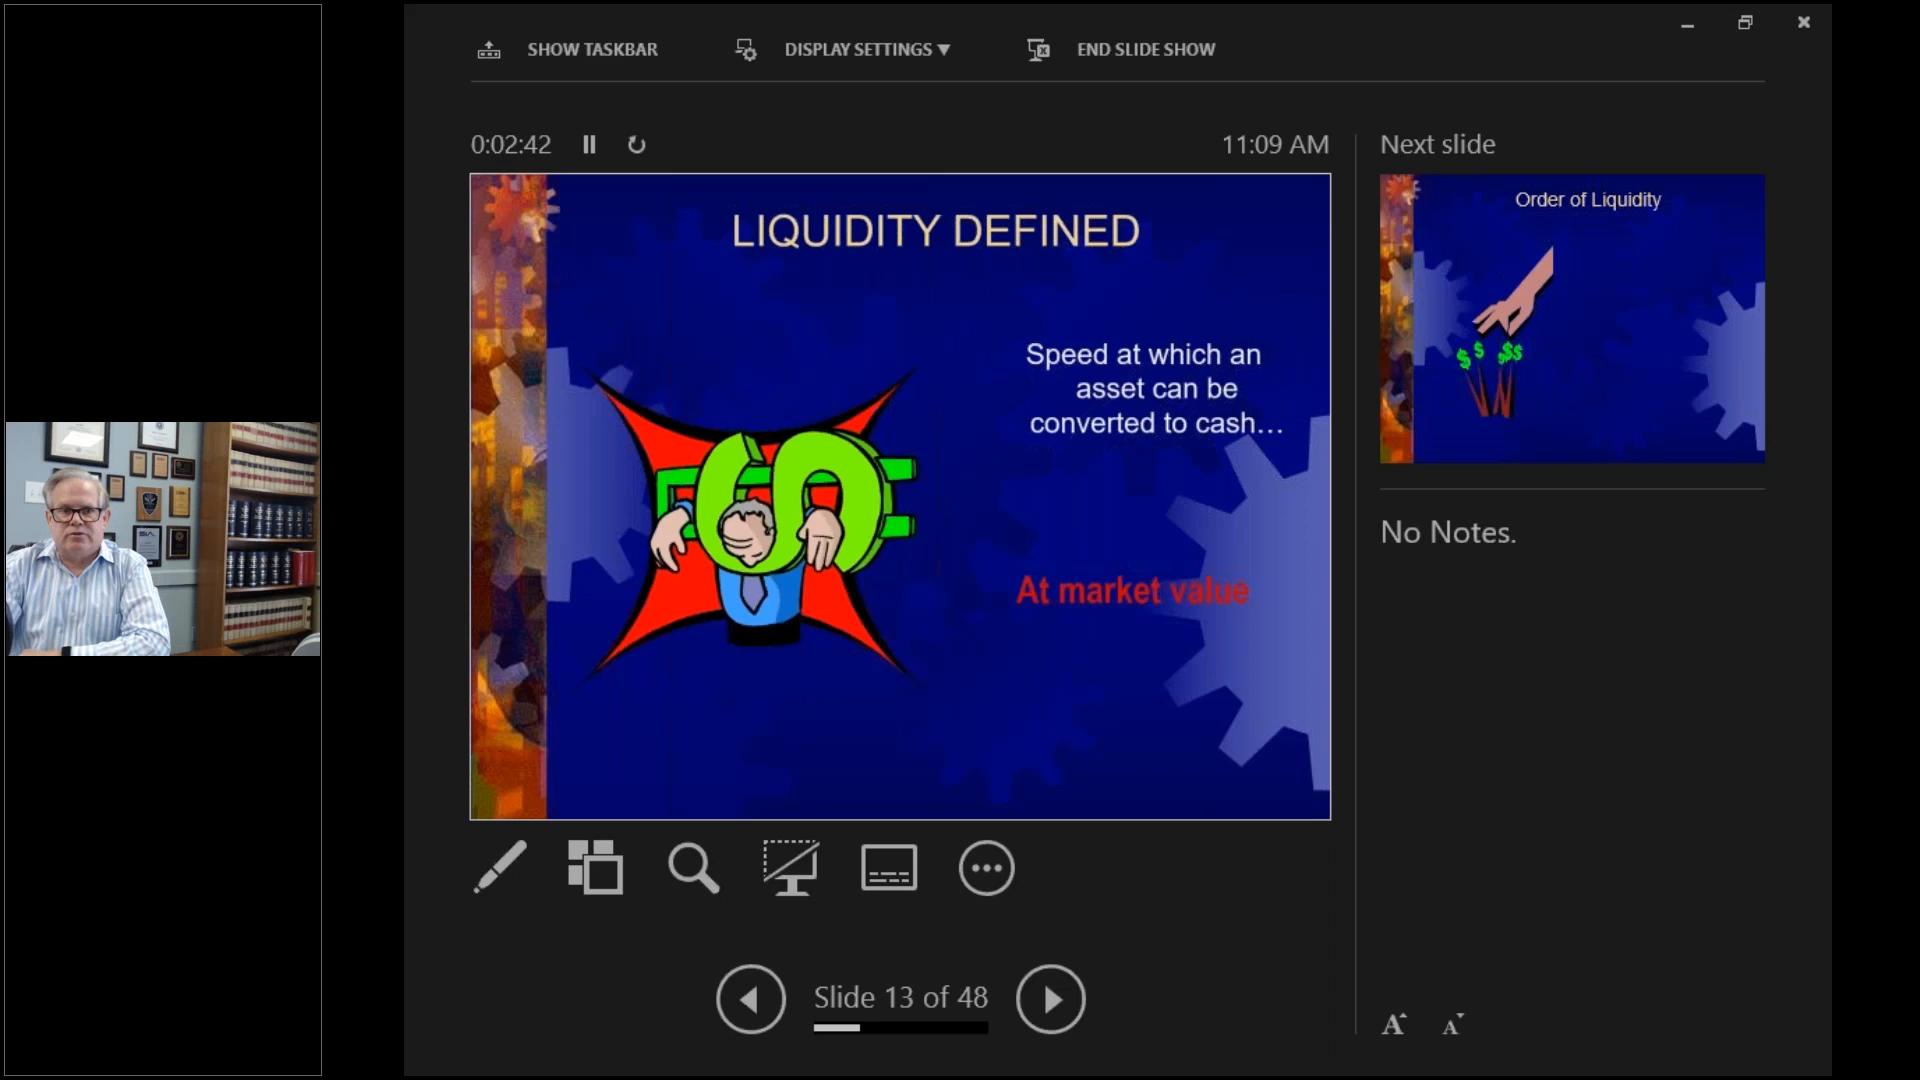 SHOW TASKBAR
DISPLAY SETTINGS ▼
END SLIDE SHOW
0:02:42
11:09 AM
LIQUIDITY DEFINED
Speed at which an
asset can be
converted to cash…
At market value
Next slide
Order of Liquidity
$ $ $$
No Notes.
Slide 13 of 48
A A